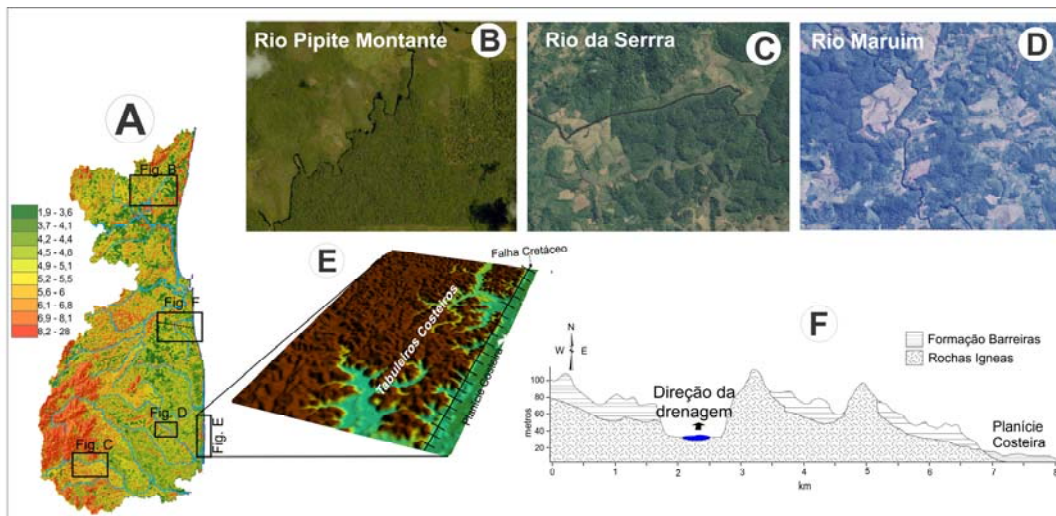 Rio Pipite Montante
B
Rio da Serrra
C
Rio Maruim
D
A
Fig. B
1,9 - 3,6
3,7 - 4,1
4,2 - 4,4
4,5 - 4,8
4,9 - 5,1
5,2 - 5,5
5,6 - 6
6,1 - 6,8
6,9 - 8,1
8,2 - 28
Fig. F
Fig. D
Fig. C
Fig. E
E
Falha Cretáceo
Tabuleiros Costeiros
Planície Costeira
F
Formação Barreiras
Rochas Igneas
N
W E
Direção da
drenagem
Planície
Costeira
metros
100
80
60
40
20
0 1 2 3 4 5 6 7 8
km